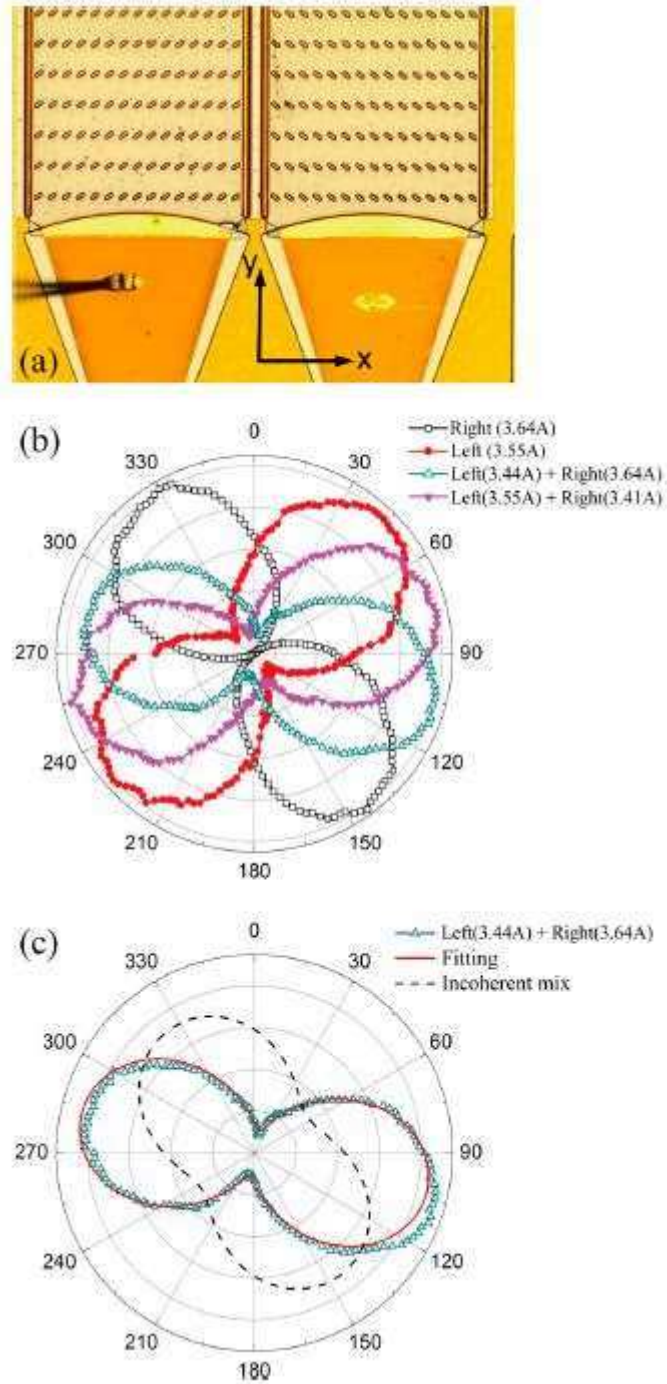 y
x
(a)
(b)
Right (3.64A)
Left (3.55A)
Left(3.44A) + Right(3.64A)
Left(3.55A) + Right(3.41A)
0
330
30
300
60
270
90
240
120
210
150
180
(c)
Left(3.44A) + Right(3.64A)
Fitting
Incoherent mix
0
330
30
300
60
270
90
240
120
210
150
180